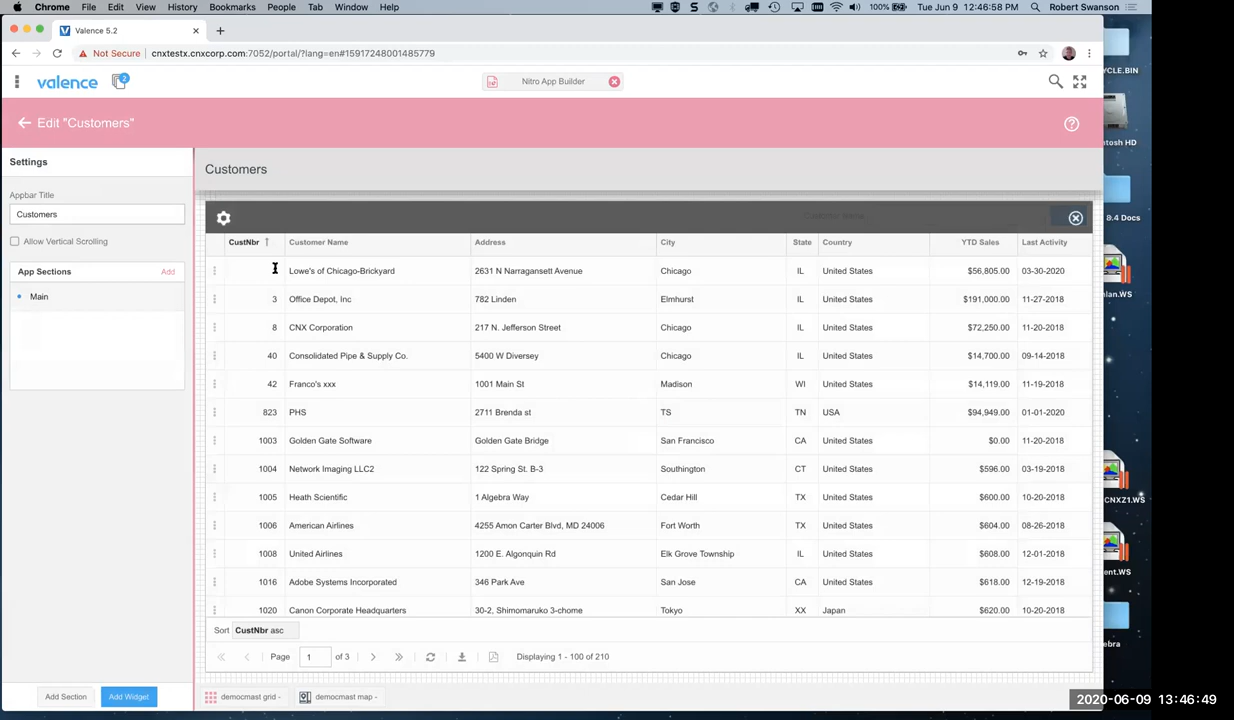 Chrome File Edit View History Bookmarks People Tab Window Help 100% Tue Jun 9 12:46:58 Robert Swanson
Valence 5.2
Not Secure cnxtestx.cnxcorp.com:7052/portal/?lang=en#15917248001485779
YCLE.BIN
valence 2 Nitro App Builder
Edit "Customers"
tosh HD
Settings
Customers
Appbar Title
Customers
9.4 Docs
Allow Vertical Scrolling
CustNbr Customer Name Address City State Country YTD Sales Last Activity
App Sections Add
Lowe's of Chicago-Brickyard 2631 N Narragansett Avenue Chicago IL United States $56,805.00 03-30-2020
Main
3 Office Depot, Inc 782 Linden Elmhurst IL United States $191,000.00 11-27-2018
8 CNX Corporation 217 N. Jefferson Street Chicago IL United States $72,250.00 11-20-2018
40 Consolidated Pipe & Supply Co. 5400 W Diversey Chicago IL United States $14,700.00 09-14-2018
42 Franco's xxx 1001 Main St Madison WI United States $14,119.00 11-19-2018
823 PHS 2711 Brenda st TS TN USA $94,949.00 01-01-2020
1003 Golden Gate Software Golden Gate Bridge San Francisco CA United States $0.00 11-20-2018
1004 Network Imaging LLC2 122 Spring St. B-3 Southington CT United States $596.00 03-19-2018
1005 Heath Scientific 1 Algebra Way Cedar Hill TX United States $600.00 10-20-2018
CNXZ1.WS
1006 American Airlines 4255 Amon Carter Blvd, MD 24006 Fort Worth TX United States $604.00 08-26-2018
1008 United Airlines 1200 E. Algonquin Rd Elk Grove Township IL United States $608.00 12-01-2018
ent.WS
1016 Adobe Systems Incorporated 346 Park Ave San Jose CA United States $618.00 12-19-2018
1020 Canon Corporate Headquarters 30-2, Shimomaruko 3-chome Tokyo XX Japan $620.00 10-20-2018
Sort CustNbr asc
ebra
Page 1 of 3 Displaying 1 - 100 of 210
Add Section Add Widget democmast grid - democmast map -
2020-06-09 13:46:49